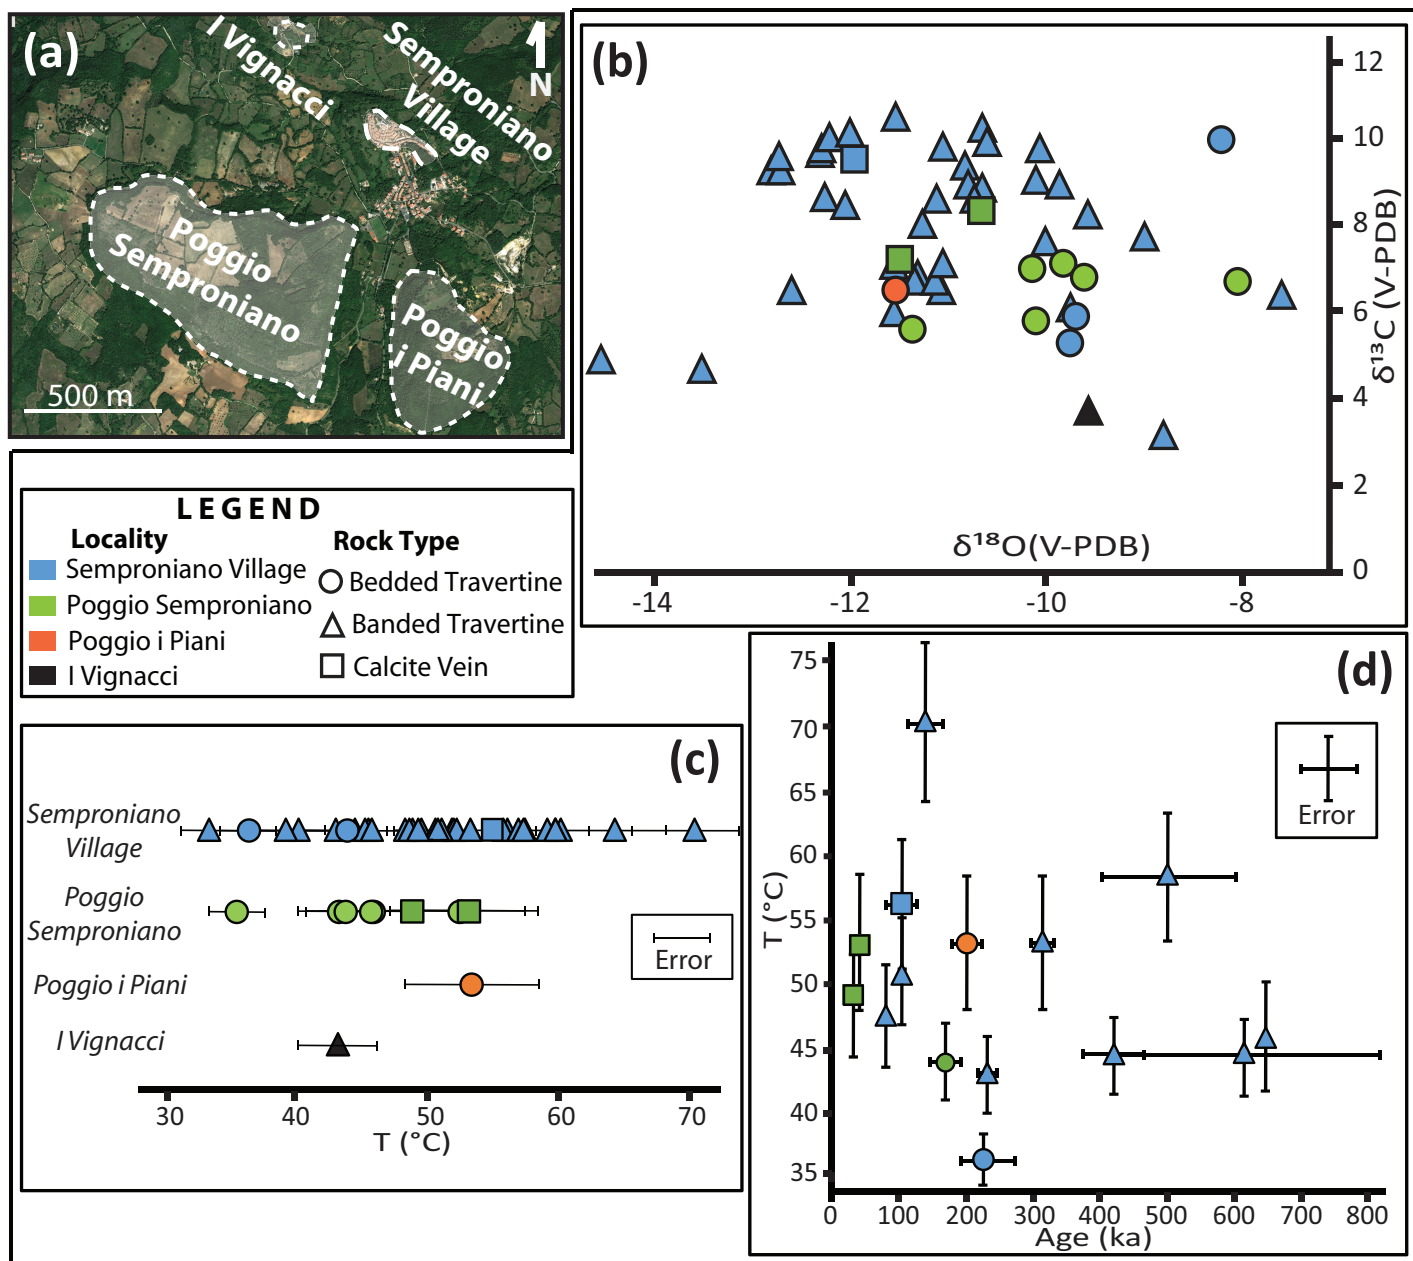 (a)
I Vignacci
Semproniano
Village
N
Poggio
Semproniano
Poggio
i Piani
500 m
(b)
12
10
8
6
4
2
0
δ¹³C (V-PDB)
δ¹⁸O(V-PDB)
-14
-12
-10
-8
LEGEND
Locality
Semproniano Village
Poggio Semproniano
Poggio i Piani
I Vignacci
Rock Type
Bedded Travertine
Banded Travertine
Calcite Vein
(c)
Semproniano
Village
Poggio
Semproniano
Poggio i Piani
I Vignacci
Error
30
40
50
60
70
T (°C)
(d)
75
70
65
60
55
50
45
40
35
T (°C)
Error
0
100
200
300
400
500
600
700
800
Age (ka)